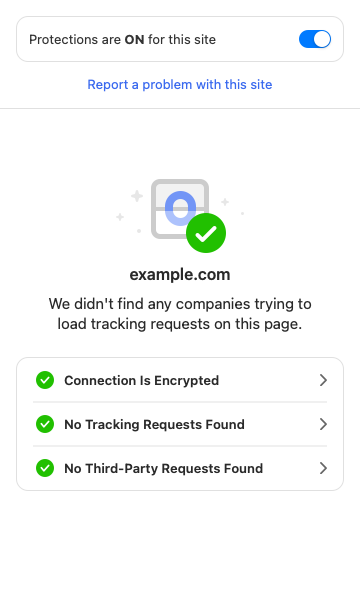 Protections are ON for this site
Report a problem with this site
example.com
We didn't find any companies trying to
load tracking requests on this page.
Connection Is Encrypted
No Tracking Requests Found
No Third-Party Requests Found